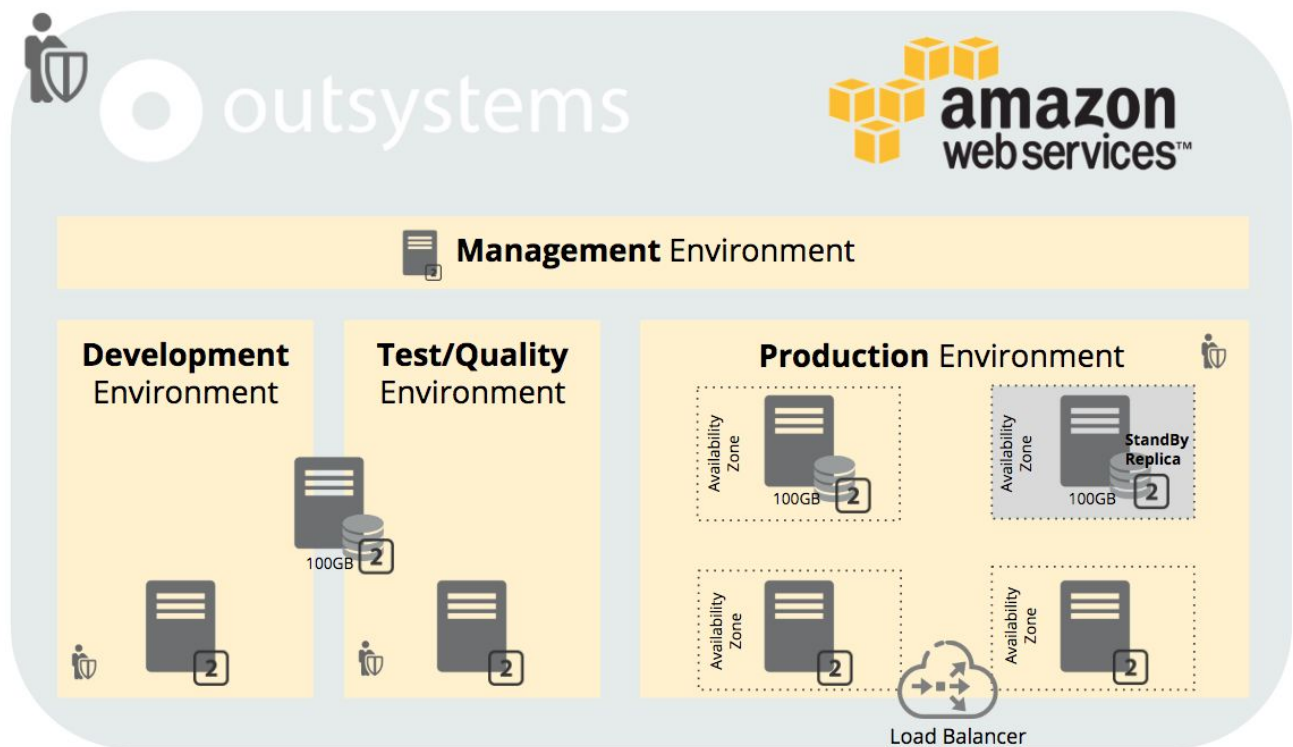 outsystems
amazon
web services™
2
Management Environment
Development
Environment
100GB
2
2
Test/Quality
Environment
2
Production Environment
Availability
Zone
100GB
2
Availability
Zone
StandBy
Replica
100GB
2
Availability
Zone
2
Availability
Zone
2
Load Balancer